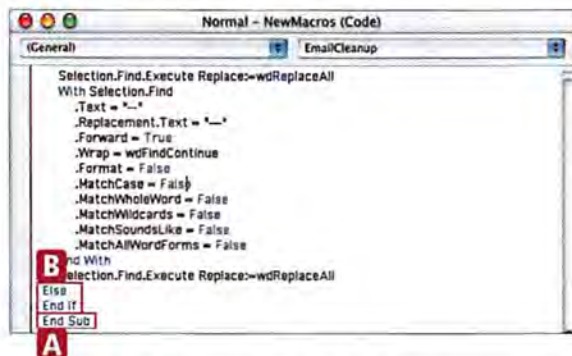 Normal – NewMacros (Code)
(General) EmailCleanup
Selection.Find.Execute Replace:=wdReplaceAll
With Selection.Find
.Text = "--"
.Replacement.Text = "—"
.Forward = True
.Wrap = wdFindContinue
.Format = False
.MatchCase = False
.MatchWholeWord = False
.MatchWildcards = False
.MatchSoundsLike = False
.MatchAllWordForms = False
B nd With
election.Find.Execute Replace:=wdReplaceAll
Else
End If
End Sub
A